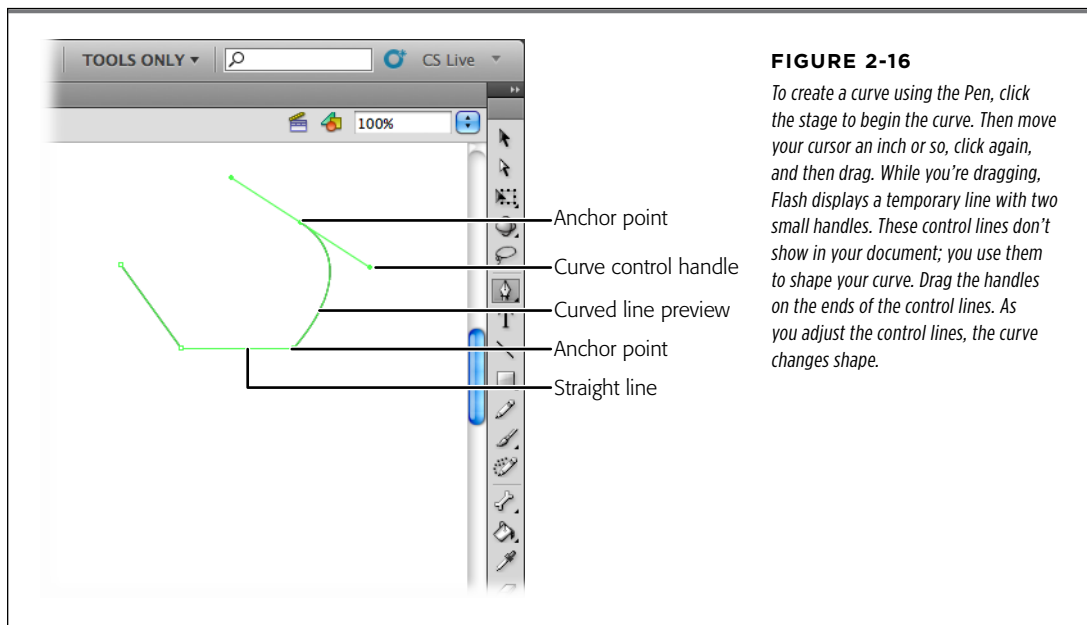 TOOLS ONLY ▾
CS Live ▾
100%
T
Anchor point
Curve control handle
Curved line preview
Anchor point
Straight line
FIGURE 2-16
To create a curve using the Pen, click
the stage to begin the curve. Then move
your cursor an inch or so, click again,
and then drag. While you’re dragging,
Flash displays a temporary line with two
small handles. These control lines don’t
show in your document; you use them
to shape your curve. Drag the handles
on the ends of the control lines. As
you adjust the control lines, the curve
changes shape.